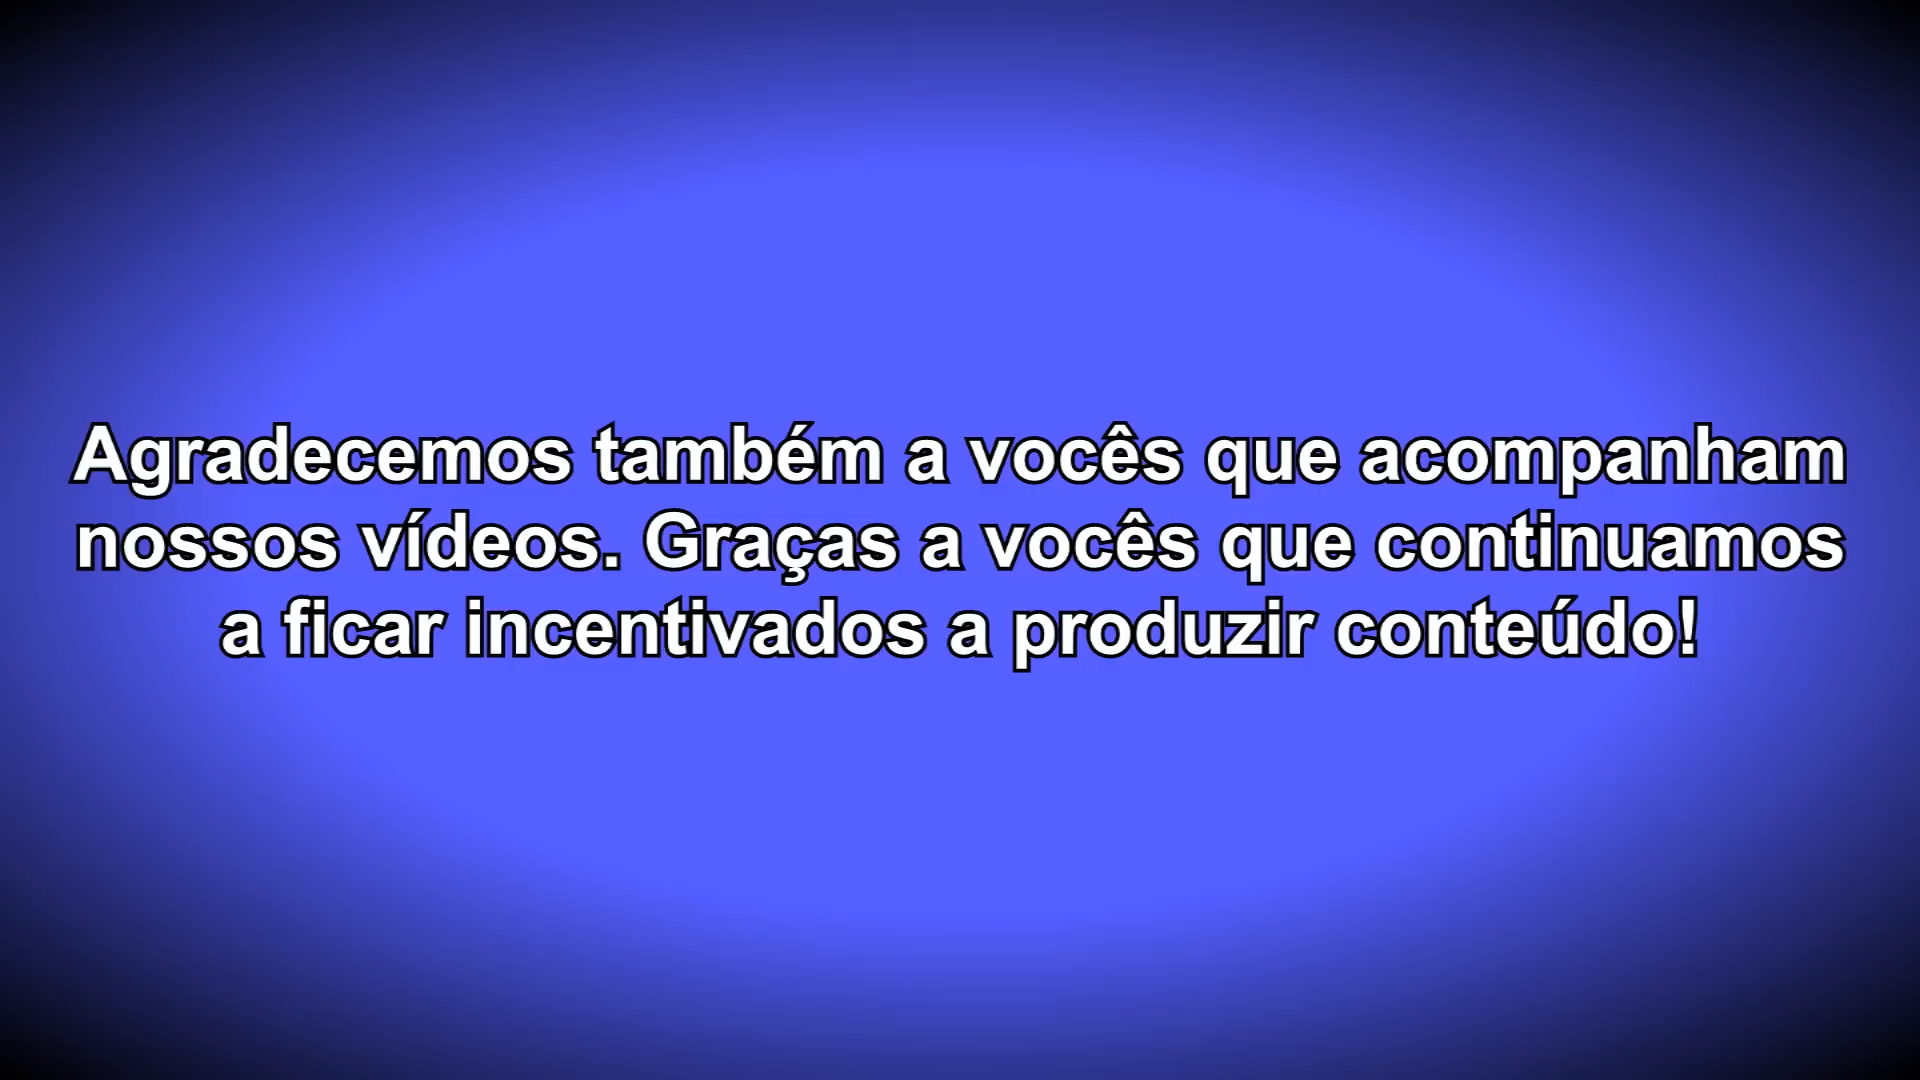 Agradecemos também a vocês que acompanham
nossos vídeos. Graças a vocês que continuamos
a ficar incentivados a produzir conteúdo!